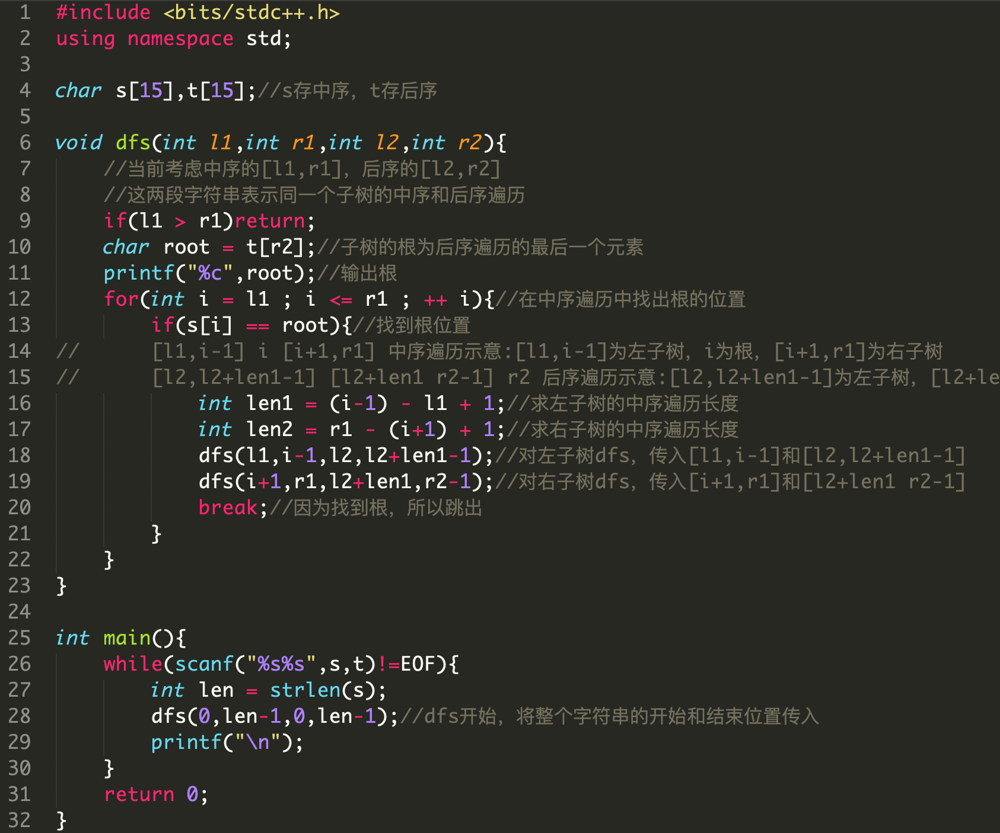 1 #include <bits/stdc++.h>
2 using namespace std;
3
4 char s[15],t[15];//s存中序，t存后序
5
6 void dfs(int l1,int r1,int l2,int r2){
7     //当前考虑中序的[l1,r1]，后序的[l2,r2]
8     //这两段字符串表示同一个子树的中序和后序遍历
9     if(l1 > r1)return;
10     char root = t[r2];//子树的根为后序遍历的最后一个元素
11     printf("%c",root);//输出根
12     for(int i = l1 ; i <= r1 ; ++ i){//在中序遍历中找出根的位置
13         if(s[i] == root){//找到根位置
14 //      [l1,i-1] i [i+1,r1] 中序遍历示意:[l1,i-1]为左子树，i为根，[i+1,r1]为右子树
15 //      [l2,l2+len1-1] [l2+len1 r2-1] r2 后序遍历示意:[l2,l2+len1-1]为左子树，[l2+le
16             int len1 = (i-1) - l1 + 1;//求左子树的中序遍历长度
17             int len2 = r1 - (i+1) + 1;//求右子树的中序遍历长度
18             dfs(l1,i-1,l2,l2+len1-1);//对左子树dfs，传入[l1,i-1]和[l2,l2+len1-1]
19             dfs(i+1,r1,l2+len1,r2-1);//对右子树dfs，传入[i+1,r1]和[l2+len1 r2-1]
20             break;//因为找到根，所以跳出
21         }
22     }
23 }
24
25 int main(){
26     while(scanf("%s%s",s,t)!=EOF){
27         int len = strlen(s);
28         dfs(0,len-1,0,len-1);//dfs开始，将整个字符串的开始和结束位置传入
29         printf("\n");
30     }
31     return 0;
32 }